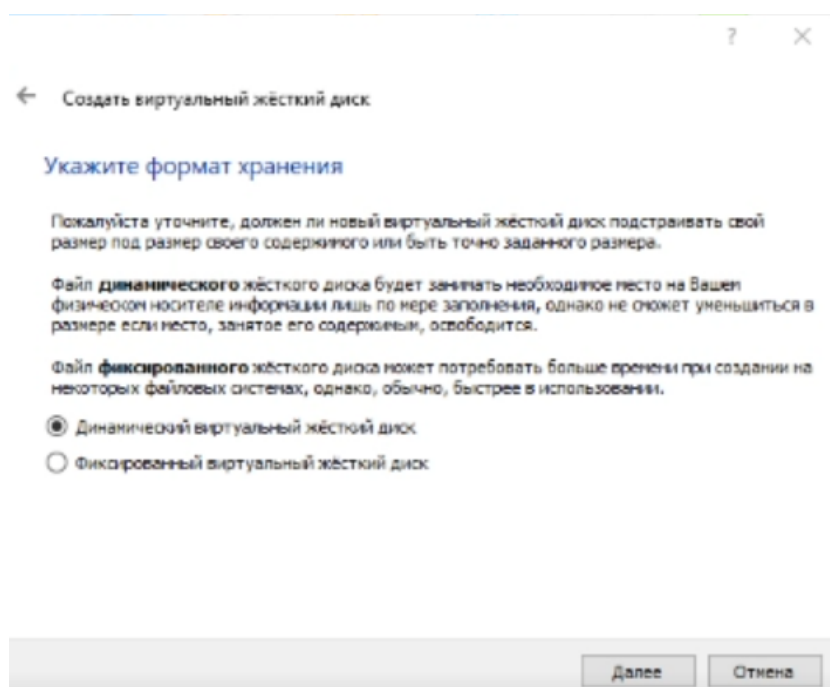 ?
Создать виртуальный жёсткий диск
Укажите формат хранения
Пожалуйста уточните, должен ли новый виртуальный жёсткий диск подстраивать свой
размер под размер своего содержимого или быть точно заданного размера.
Файл динамического жёсткого диска будет занимать необходимое место на Вашем
физическом носителе информации лишь по мере заполнения, однако не сможет уменьшиться в
размере если место, занятое его содержимым, освободится.
Файл фиксированного жёсткого диска может потребовать больше времени при создании на
некоторых файловых системах, однако, обычно, быстрее в использовании.
Динамический виртуальный жёсткий диск
Фиксированный виртуальный жёсткий диск
Далее Отмена